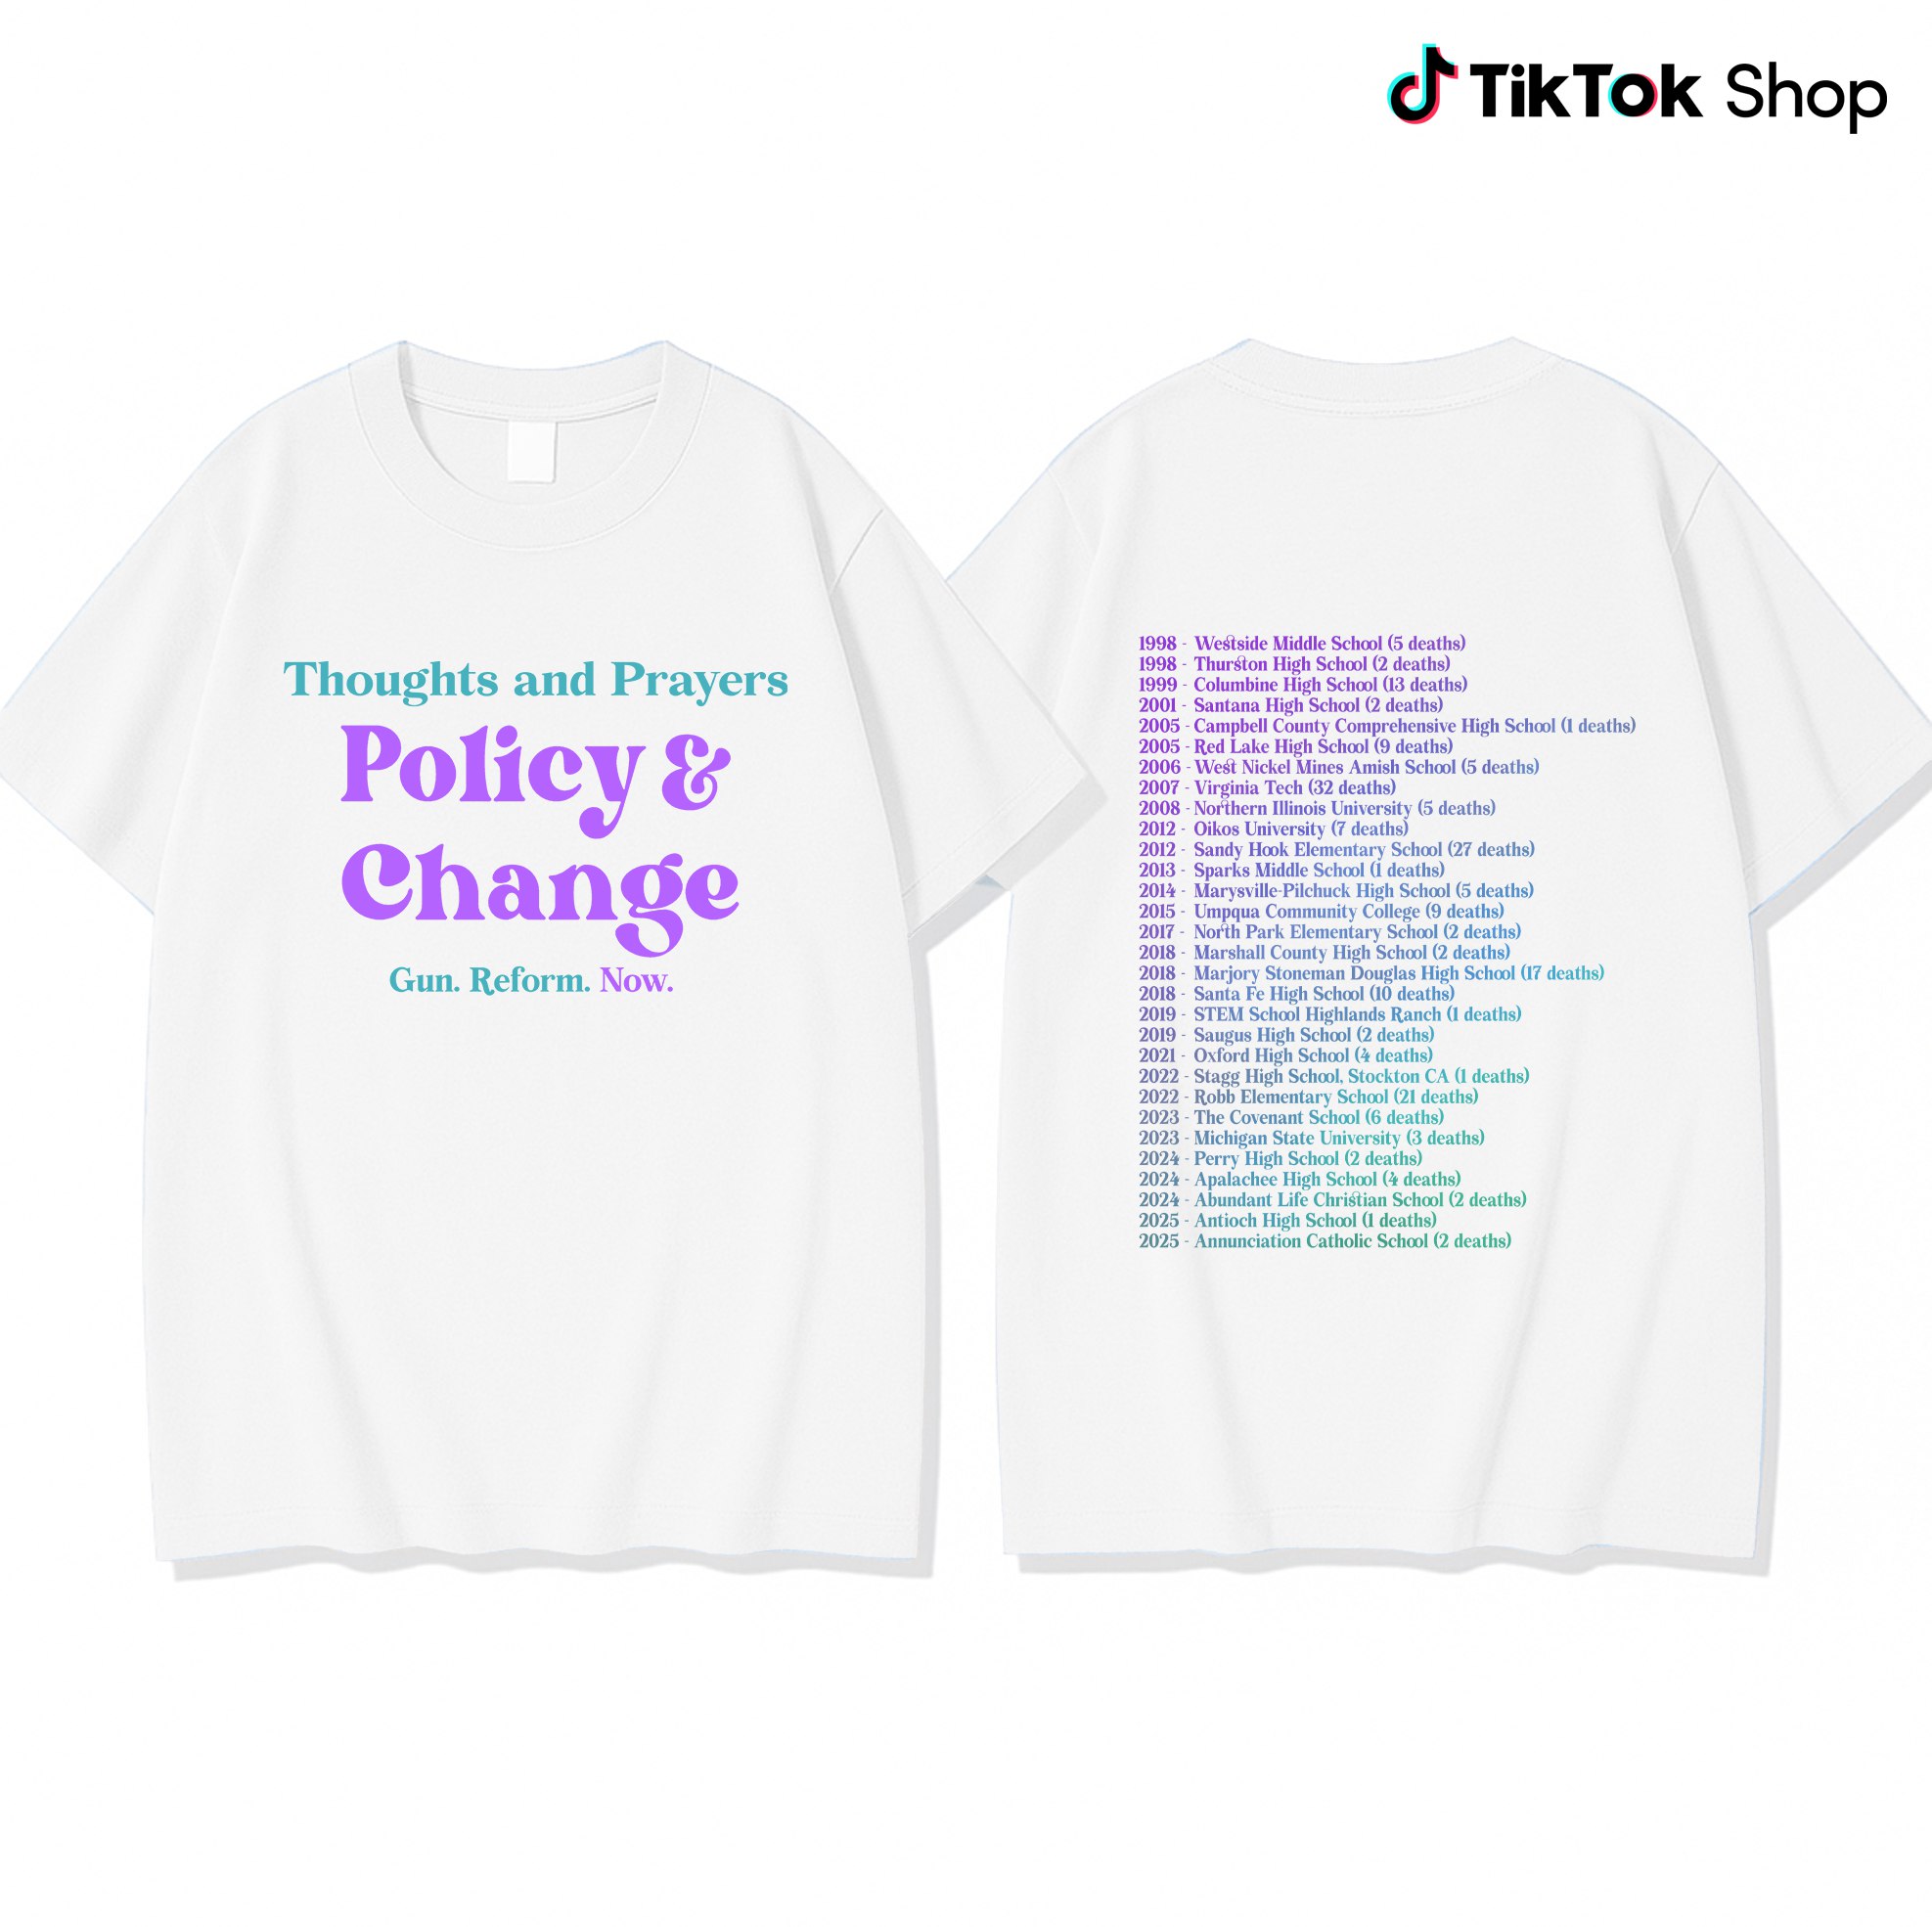 TikTok Shop
Thoughts and Prayers
Policy &
Change
Gun. Reform. Now.
1998 - Westside Middle School (5 deaths)
1998 - Thurston High School (2 deaths)
1999 - Columbine High School (13 deaths)
2001 - Santana High School (2 deaths)
2005 - Campbell County Comprehensive High School (1 deaths)
2005 - Red Lake High School (9 deaths)
2006 - West Nickel Mines Amish School (5 deaths)
2007 - Virginia Tech (32 deaths)
2008 - Northern Illinois University (5 deaths)
2012 - Oikos University (7 deaths)
2012 - Sandy Hook Elementary School (27 deaths)
2013 - Sparks Middle School (1 deaths)
2014 - Marysville-Pilchuck High School (5 deaths)
2015 - Umpqua Community College (9 deaths)
2017 - North Park Elementary School (2 deaths)
2018 - Marshall County High School (2 deaths)
2018 - Marjory Stoneman Douglas High School (17 deaths)
2018 - Santa Fe High School (10 deaths)
2019 - STEM School Highlands Ranch (1 deaths)
2019 - Saugus High School (2 deaths)
2021 - Oxford High School (4 deaths)
2022 - Stagg High School, Stockton CA (1 deaths)
2022 - Robb Elementary School (21 deaths)
2023 - The Covenant School (6 deaths)
2023 - Michigan State University (3 deaths)
2024 - Perry High School (2 deaths)
2024 - Apalachee High School (4 deaths)
2024 - Abundant Life Christian School (2 deaths)
2025 - Antioch High School (1 deaths)
2025 - Annunciation Catholic School (2 deaths)